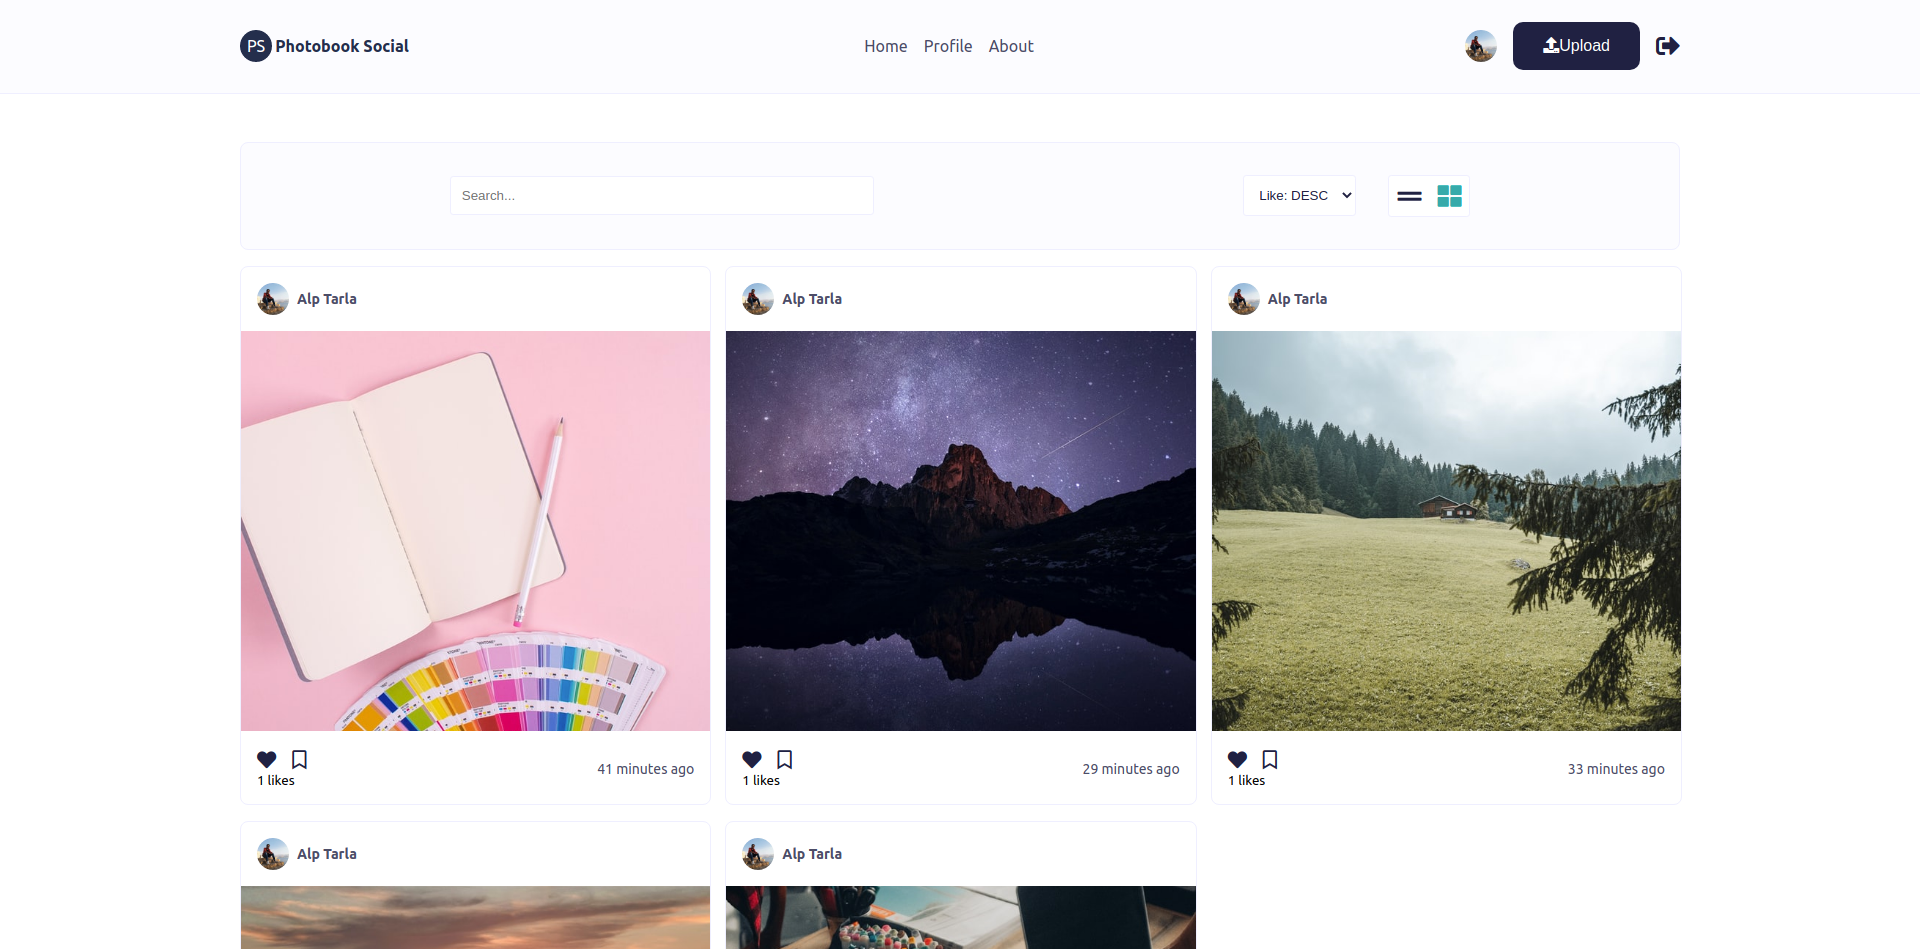 PS Photobook Social
Home Profile About
Upload
Search...
Like: DESC
Alp Tarla
Alp Tarla
Alp Tarla
1 likes
41 minutes ago
1 likes
29 minutes ago
1 likes
33 minutes ago
Alp Tarla
Alp Tarla